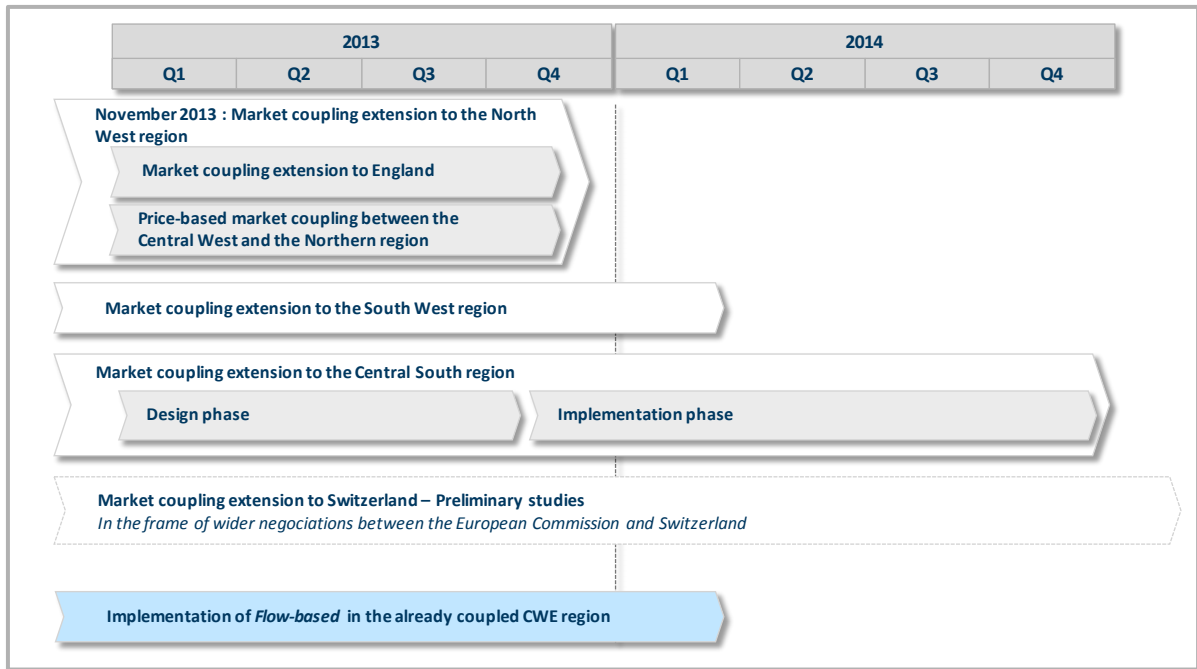 2013 2014
Q1 Q2 Q3 Q4 Q1 Q2 Q3 Q4
November 2013 : Market coupling extension to the North
West region
Market coupling extension to England
Price-based market coupling between the
Central West and the Northern region
Market coupling extension to the South West region
Market coupling extension to the Central South region
Design phase Implementation phase
Market coupling extension to Switzerland – Preliminary studies
In the frame of wider negociations between the European Commission and Switzerland
Implementation of Flow-based in the already coupled CWE region